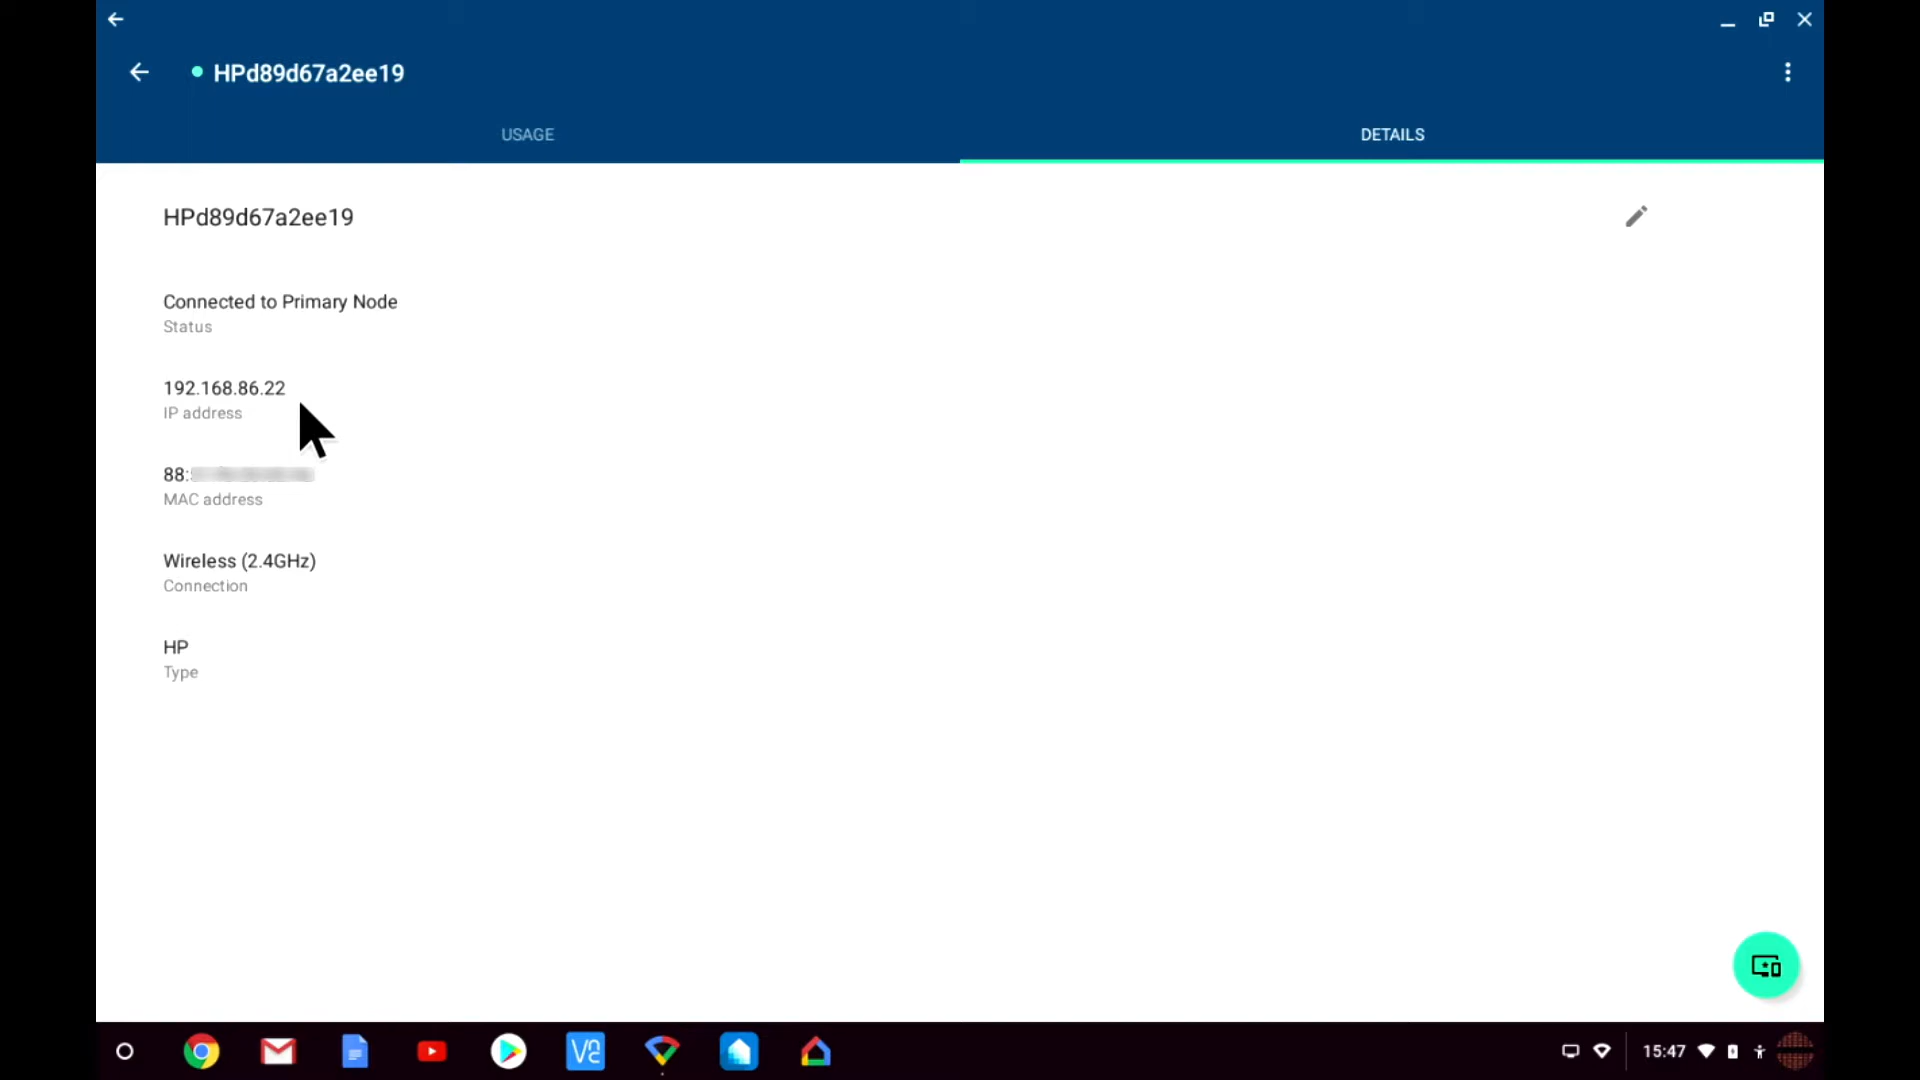 HPd89d67a2ee19
USAGE
DETAILS
HPd89d67a2ee19
Connected to Primary Node
Status
192.168.86.22
IP address
88:
MAC address
Wireless (2.4GHz)
Connection
HP
Type
15:47